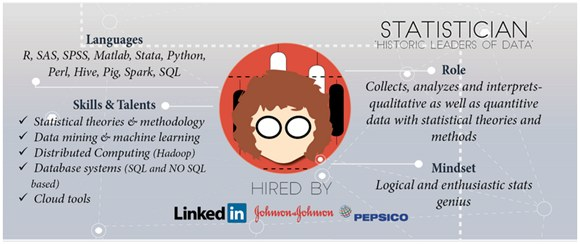 STATISTICIAN
'HISTORIC LEADERS OF DATA'
Languages
R, SAS, SPSS, Matlab, Stata, Python,
Perl, Hive, Pig, Spark, SQL
Skills & Talents
✓ Statistical theories & methodology
✓ Data mining & machine learning
✓ Distributed Computing (Hadoop)
✓ Database systems (SQL and NO SQL
based)
✓ Cloud tools
Role
Collects, analyzes and interprets-
qualitative as well as quantitive
data with statistical theories and
methods
Mindset
Logical and enthusiastic stats
genius
HIRED BY
Linked in
Johnson & Johnson
PEPSICO